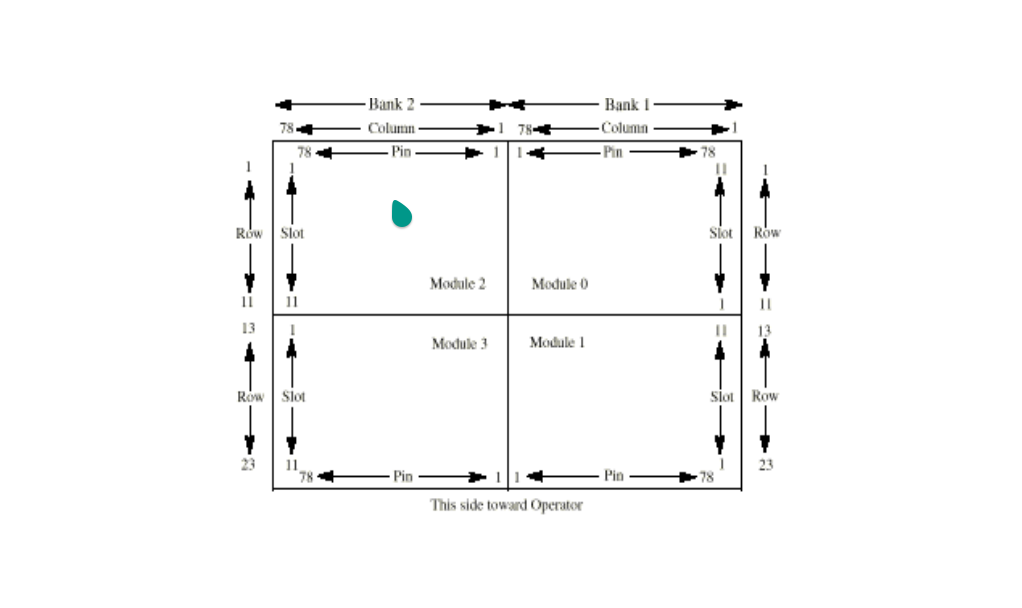 Bank 2 Bank 1
78 Column 1 78 Column 1
78 Pin 1 1 Pin 78
1 1 11 1
Row Slot Slot Row
Module 2 Module 0
11 11 1 11
13 1 11 13
Module 3 Module 1
Row Slot Slot Row
23 11 1 23
78 Pin 1 1 Pin 78
This side toward Operator